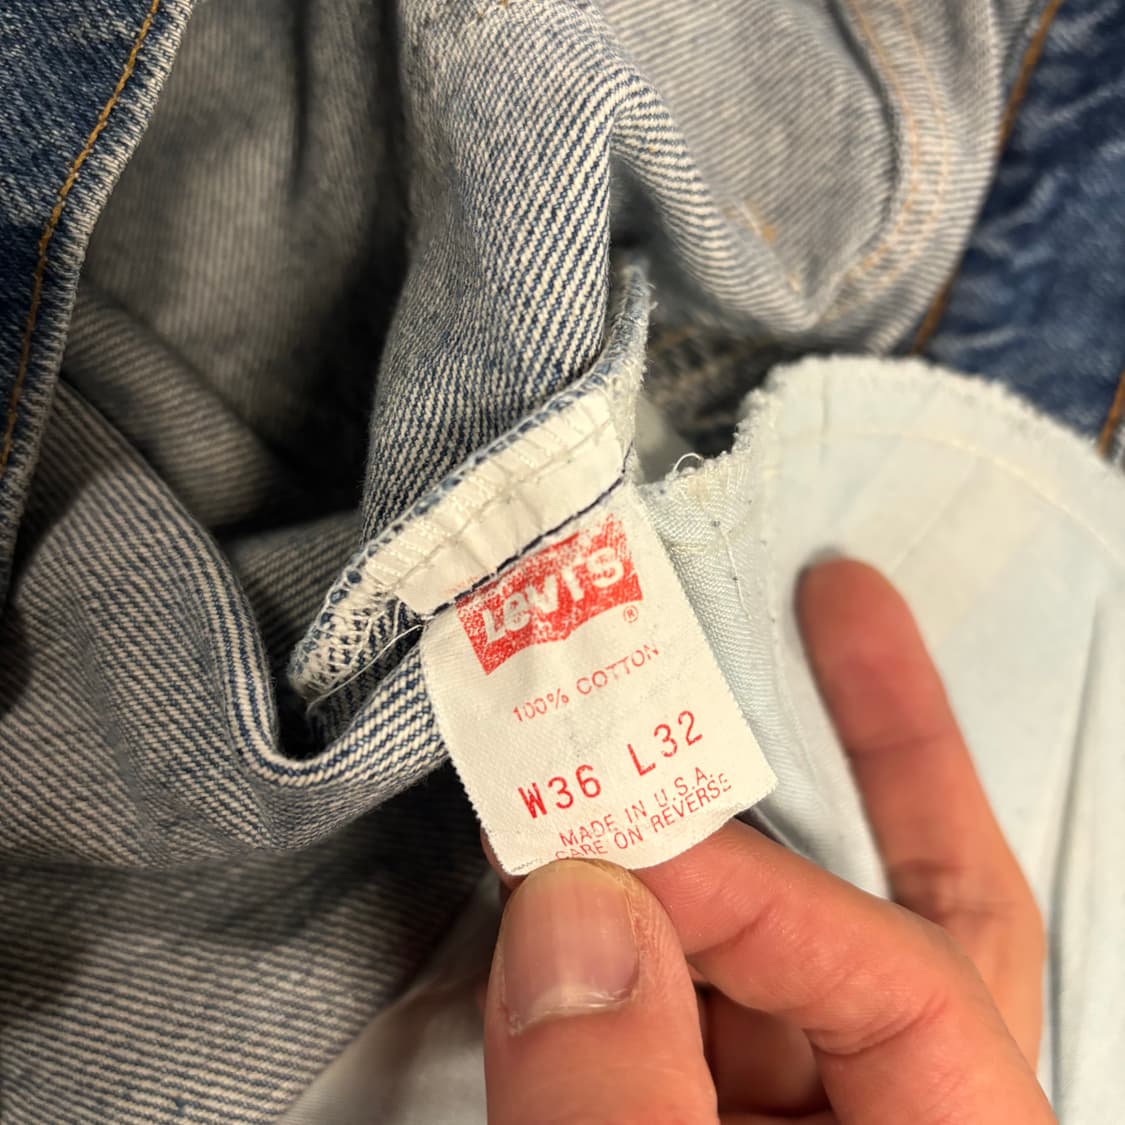 Levi's ®
100% COTTON
W36 L32
MADE IN U.S.A.
CARE ON REVERSE